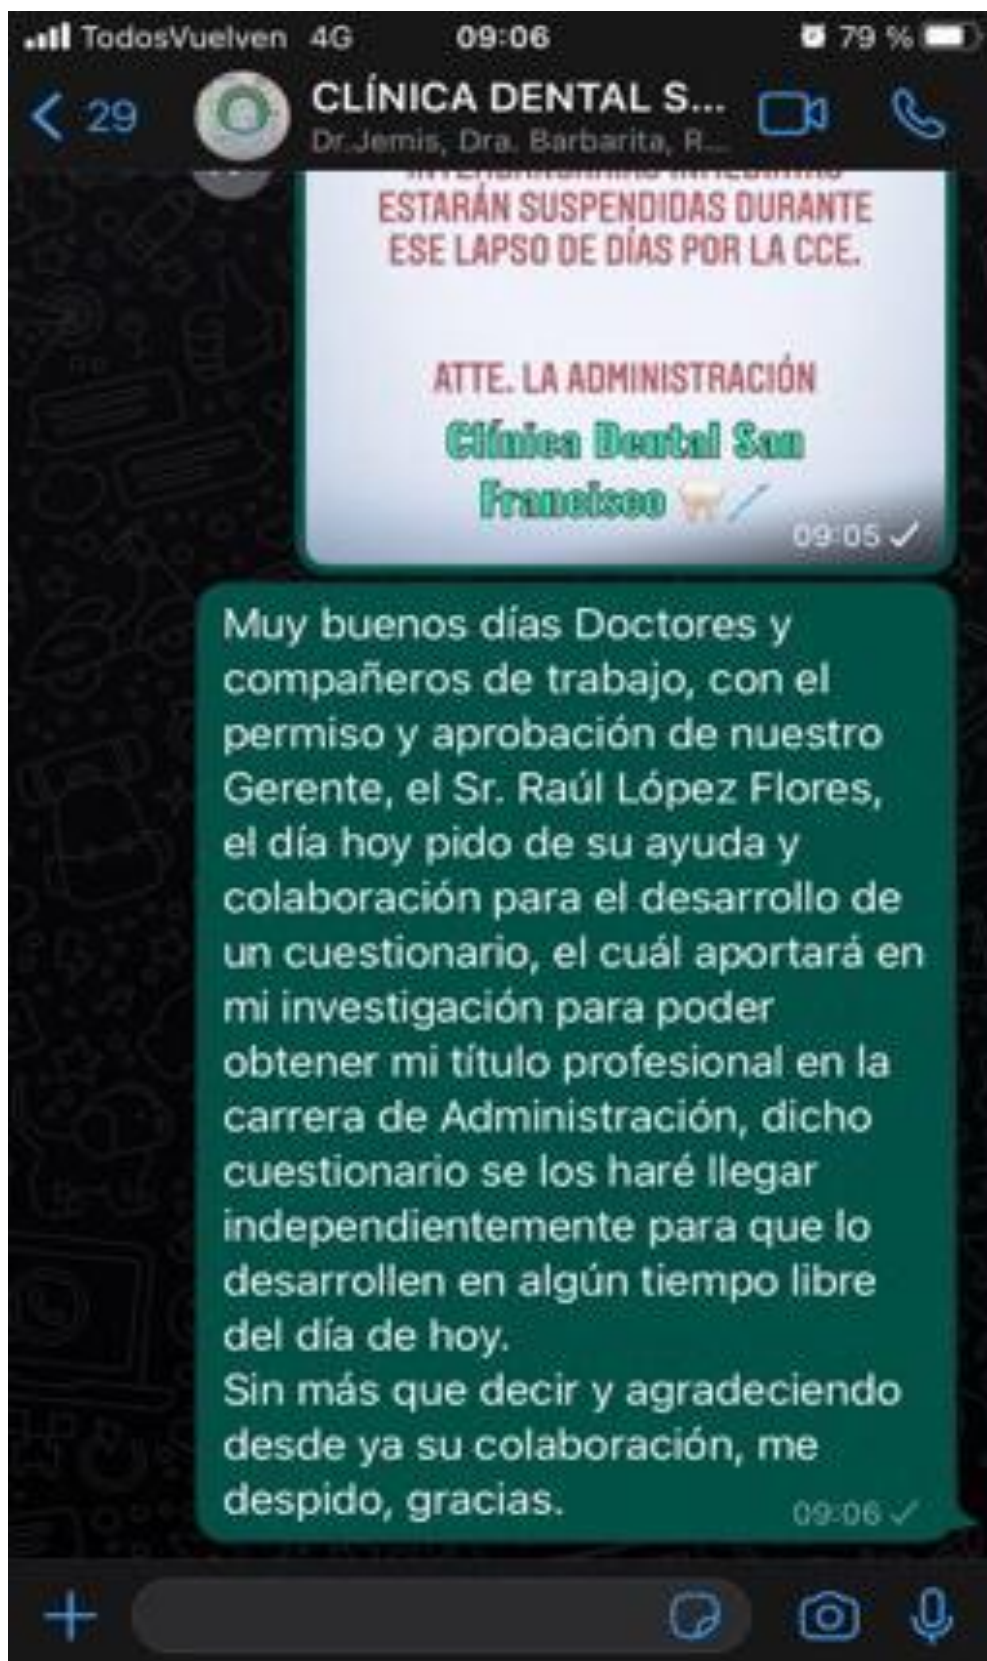 TodosVuelven 4G 09:06 79 %
29 CLÍNICA DENTAL S...
Dr.Jemis, Dra. Barbarita, R...
ESTARÁN SUSPENDIDAS DURANTE
ESE LAPSO DE DÍAS POR LA CCE.
ATTE. LA ADMINISTRACIÓN
Clínica Dental San
Francisco
09:05
Muy buenos días Doctores y
compañeros de trabajo, con el
permiso y aprobación de nuestro
Gerente, el Sr. Raúl López Flores,
el día hoy pido de su ayuda y
colaboración para el desarrollo de
un cuestionario, el cuál aportará en
mi investigación para poder
obtener mi título profesional en la
carrera de Administración, dicho
cuestionario se los haré llegar
independientemente para que lo
desarrollen en algún tiempo libre
del día de hoy.
Sin más que decir y agradeciendo
desde ya su colaboración, me
despido, gracias.
09:06